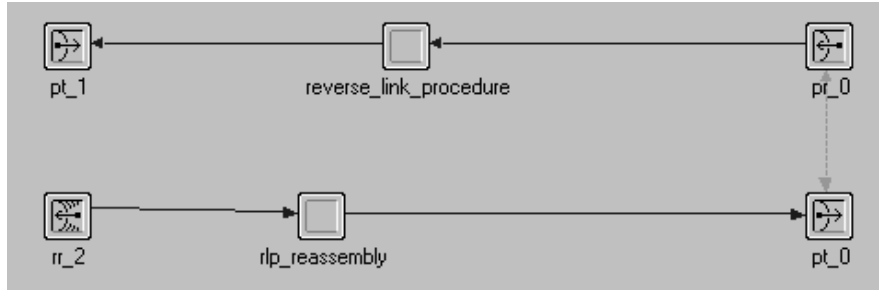 pt_1
reverse_link_procedure
pr_0
rr_2
rlp_reassembly
pt_0